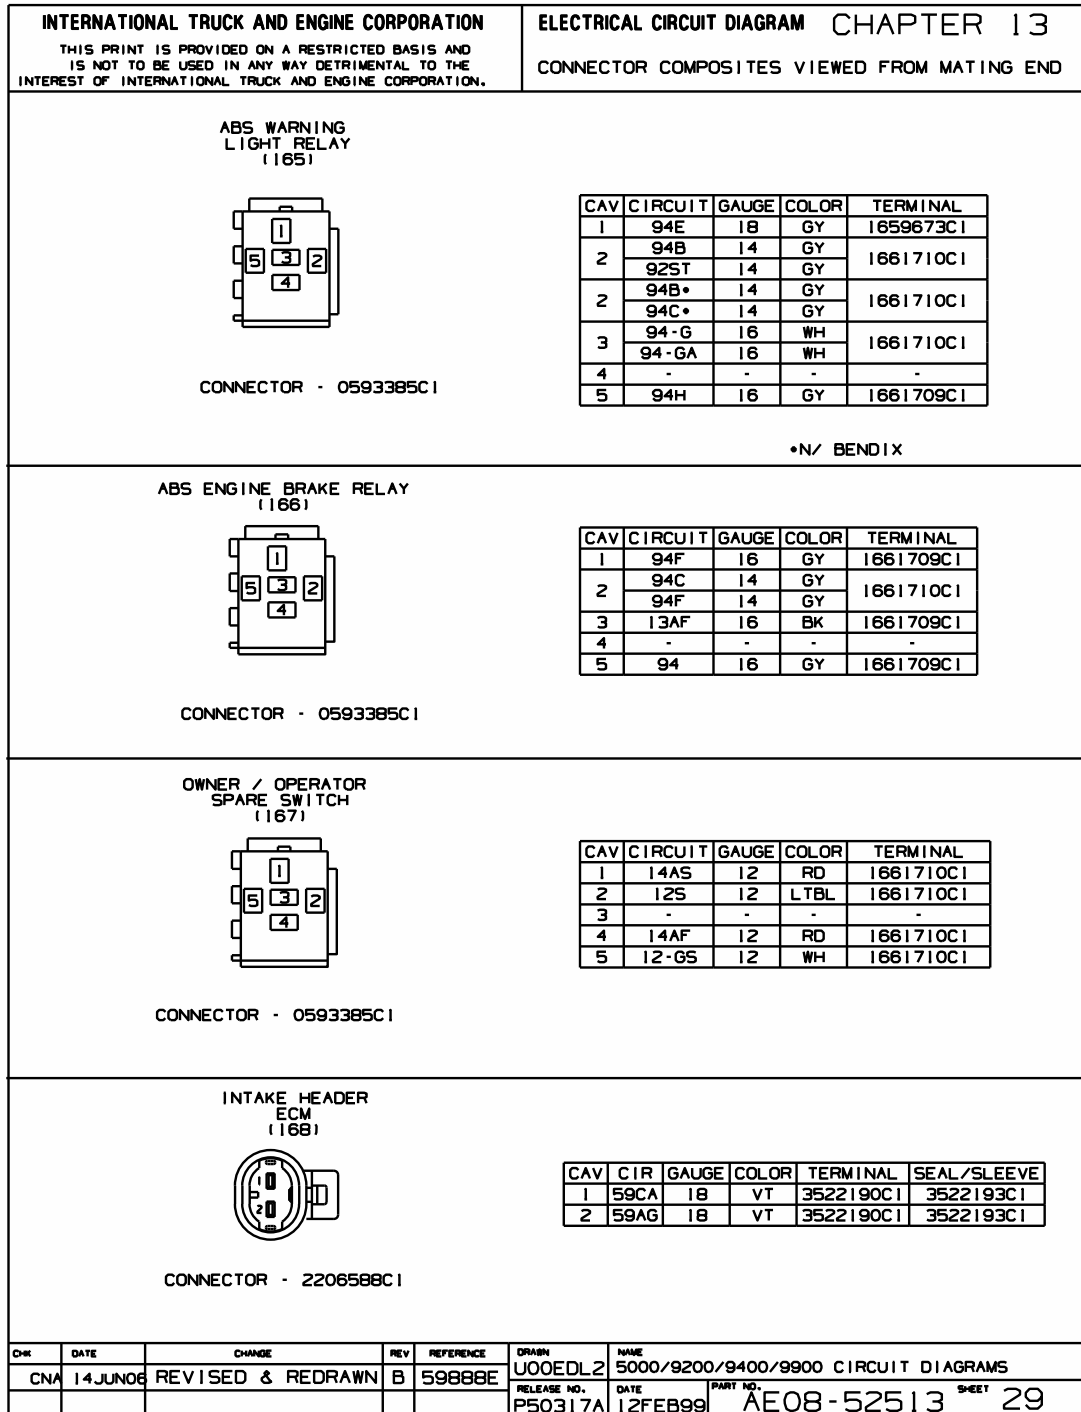 INTERNATIONAL TRUCK AND ENGINE CORPORATION
THIS PRINT IS PROVIDED ON A RESTRICTED BASIS AND
IS NOT TO BE USED IN ANY WAY DETRIMENTAL TO THE
INTEREST OF INTERNATIONAL TRUCK AND ENGINE CORPORATION.
ELECTRICAL CIRCUIT DIAGRAM CHAPTER 13
CONNECTOR COMPOSITES VIEWED FROM MATING END
ABS WARNING
LIGHT RELAY
(165)
1
5 3 2
4
CONNECTOR - 0593385C1
CAV CIRCUIT GAUGE COLOR TERMINAL
1 94E 18 GY 1659673C1
2 94B 14 GY 1661710C1
92ST 14 GY
2 94B• 14 GY 1661710C1
94C• 14 GY
3 94-G 16 WH 1661710C1
94-GA 16 WH
4 - - - -
5 94H 16 GY 1661709C1
•N/ BENDIX
ABS ENGINE BRAKE RELAY
(166)
1
5 3 2
4
CONNECTOR - 0593385C1
CAV CIRCUIT GAUGE COLOR TERMINAL
1 94F 16 GY 1661709C1
2 94C 14 GY 1661710C1
94F 14 GY
3 13AF 16 BK 1661709C1
4 - - - -
5 94 16 GY 1661709C1
OWNER / OPERATOR
SPARE SWITCH
(167)
1
5 3 2
4
CONNECTOR - 0593385C1
CAV CIRCUIT GAUGE COLOR TERMINAL
1 14AS 12 RD 1661710C1
2 12S 12 LTBL 1661710C1
3 - - - -
4 14AF 12 RD 1661710C1
5 12-GS 12 WH 1661710C1
INTAKE HEADER
ECM
(168)
1
2
CONNECTOR - 2206588C1
CAV CIR GAUGE COLOR TERMINAL SEAL/SLEEVE
1 59CA 18 VT 3522190C1 3522193C1
2 59AG 18 VT 3522190C1 3522193C1
CHK DATE CHANGE REV REFERENCE
CNA 14JUN06 REVISED & REDRAWN B 59888E
DRAWN U00EDL2
NAME 5000/9200/9400/9900 CIRCUIT DIAGRAMS
RELEASE NO. P50317A
DATE 12FEB99
PART NO. AE08-52513
SHEET 29